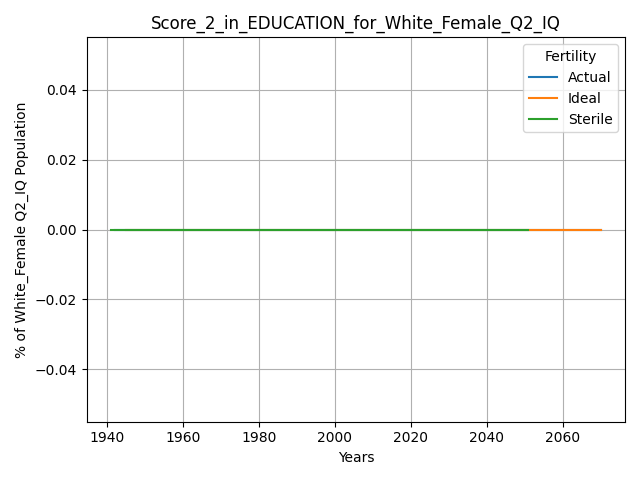 Score_2_in_EDUCATION_for_White_Female_Q2_IQ
% of White_Female Q2_IQ Population
0.04
0.02
0.00
−0.02
−0.04
Fertility
Actual
Ideal
Sterile
1940 1960 1980 2000 2020 2040 2060
Years